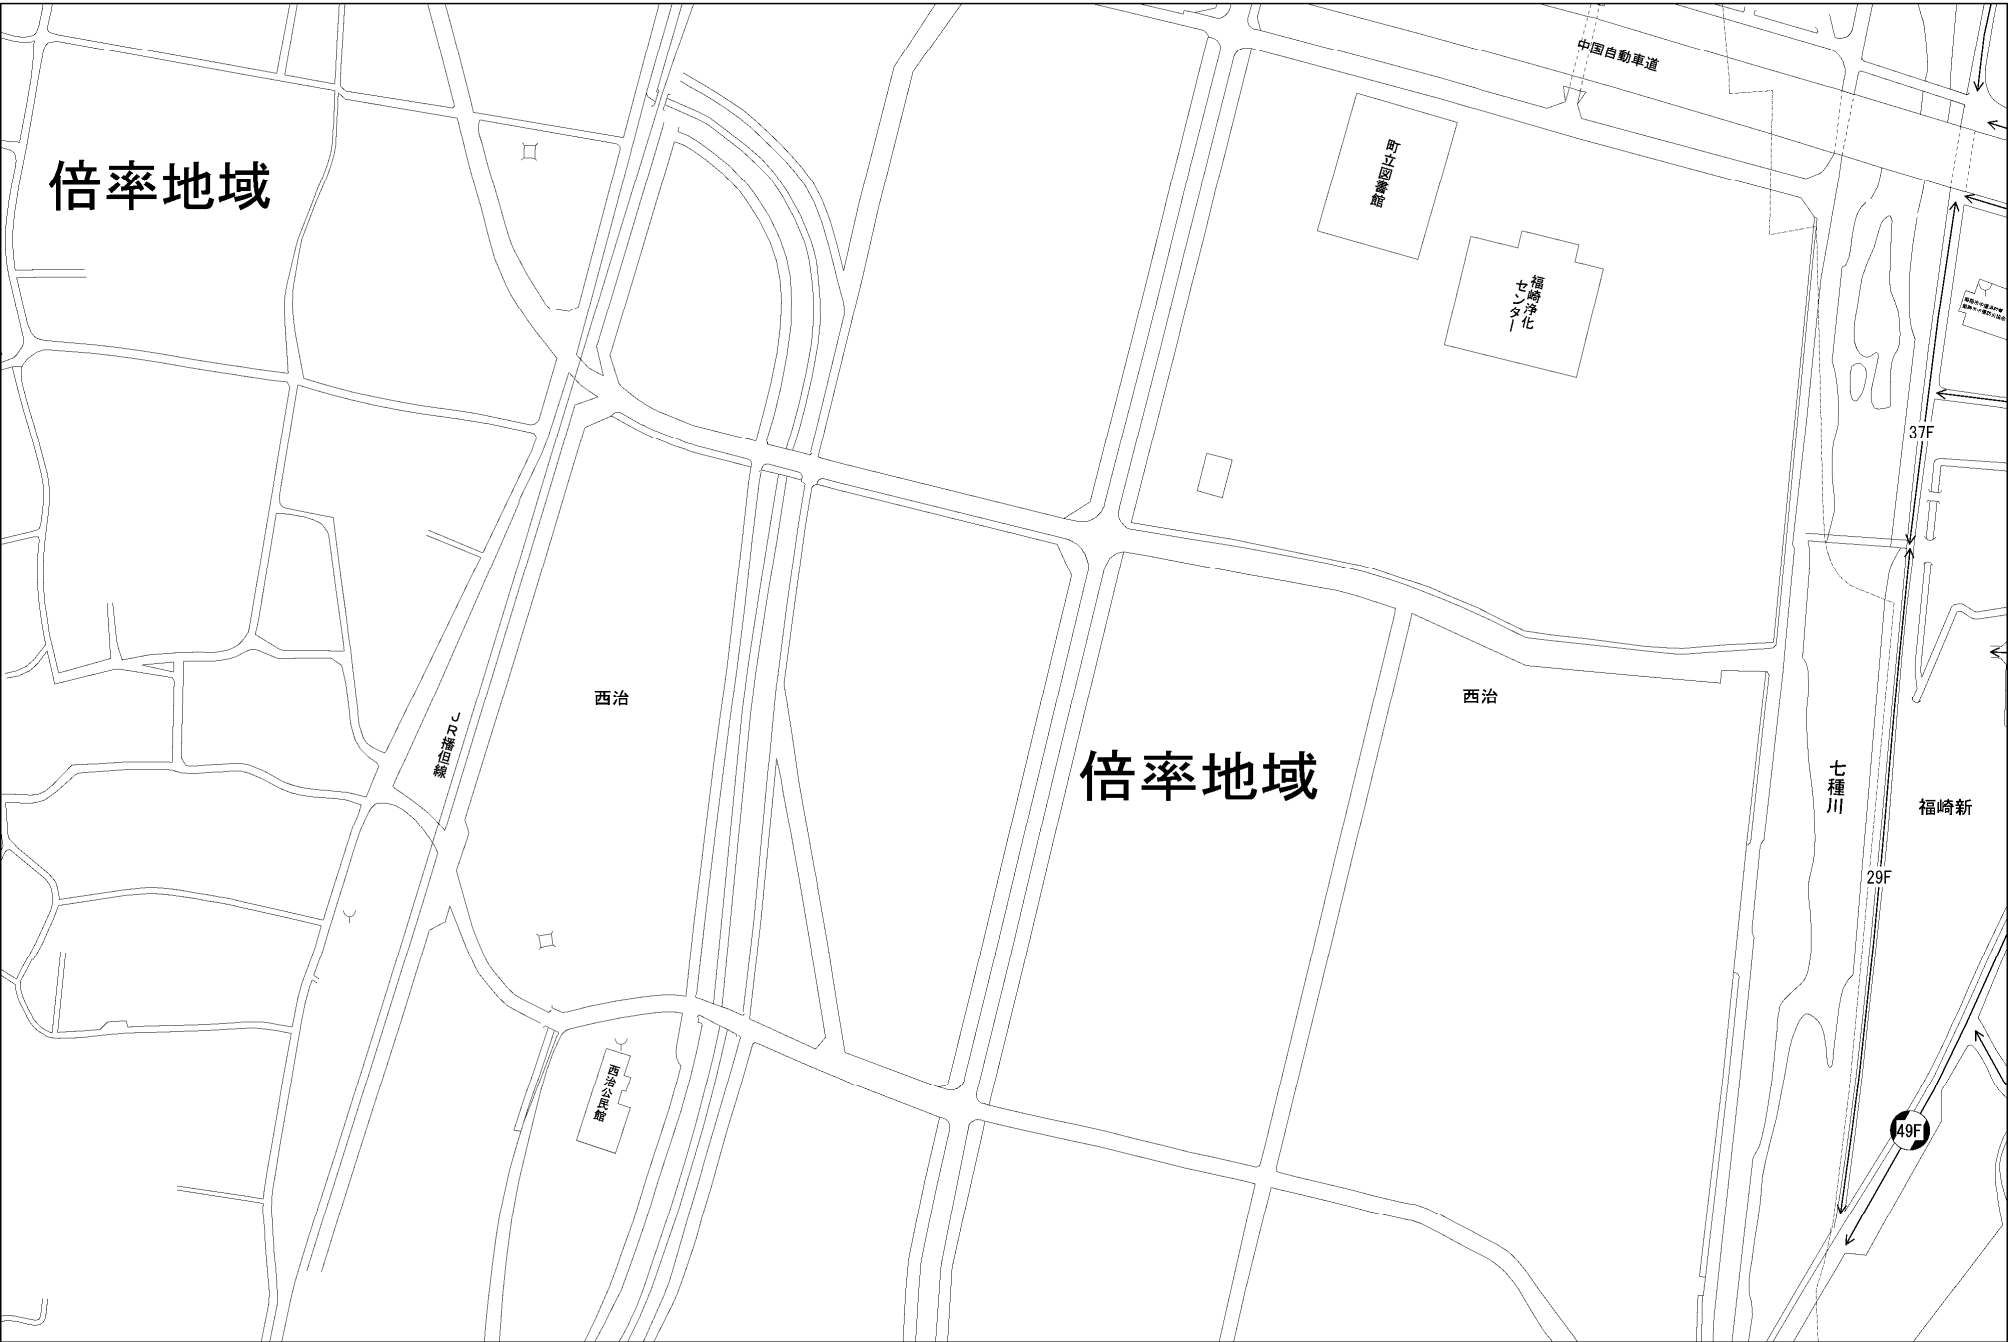 中国自動車道
倍率地域
町立図書館
福崎浄化
センター
37F
西治
西治
JR播但線
倍率地域
七種川
福崎新
29F
西治公民館
49F